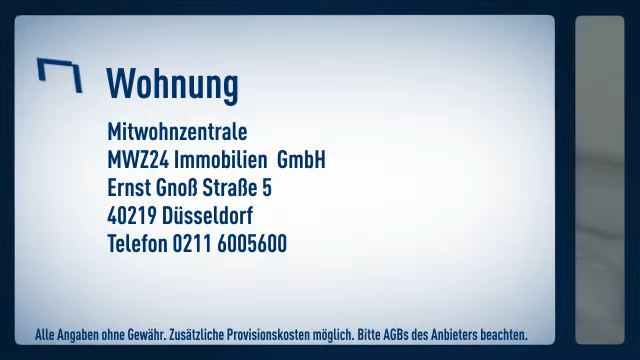 Wohnung
Mitwohnzentrale
MWZ24 Immobilien GmbH
Ernst Gnoß Straße 5
40219 Düsseldorf
Telefon 0211 6005600
Alle Angaben ohne Gewähr. Zusätzliche Provisionskosten möglich. Bitte AGBs des Anbieters beachten.